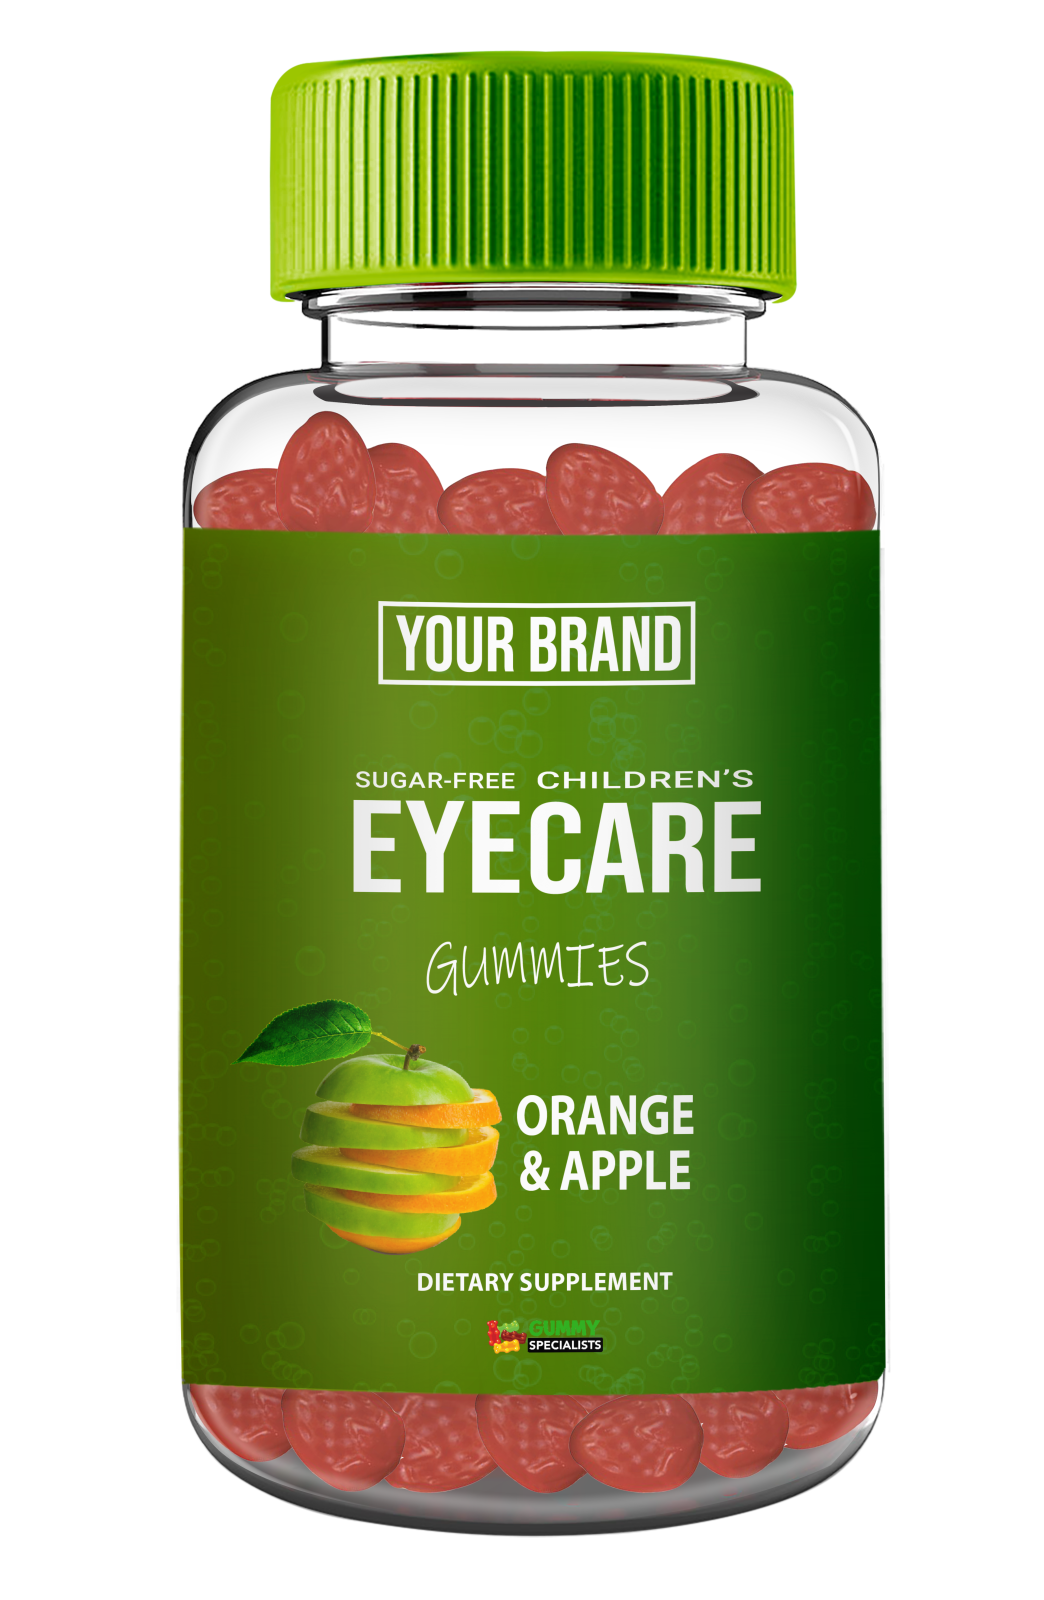 YOUR BRAND
SUGAR-FREE CHILDREN'S
EYECARE
GUMMIES
ORANGE
& APPLE
DIETARY SUPPLEMENT
GUMMY
SPECIALISTS